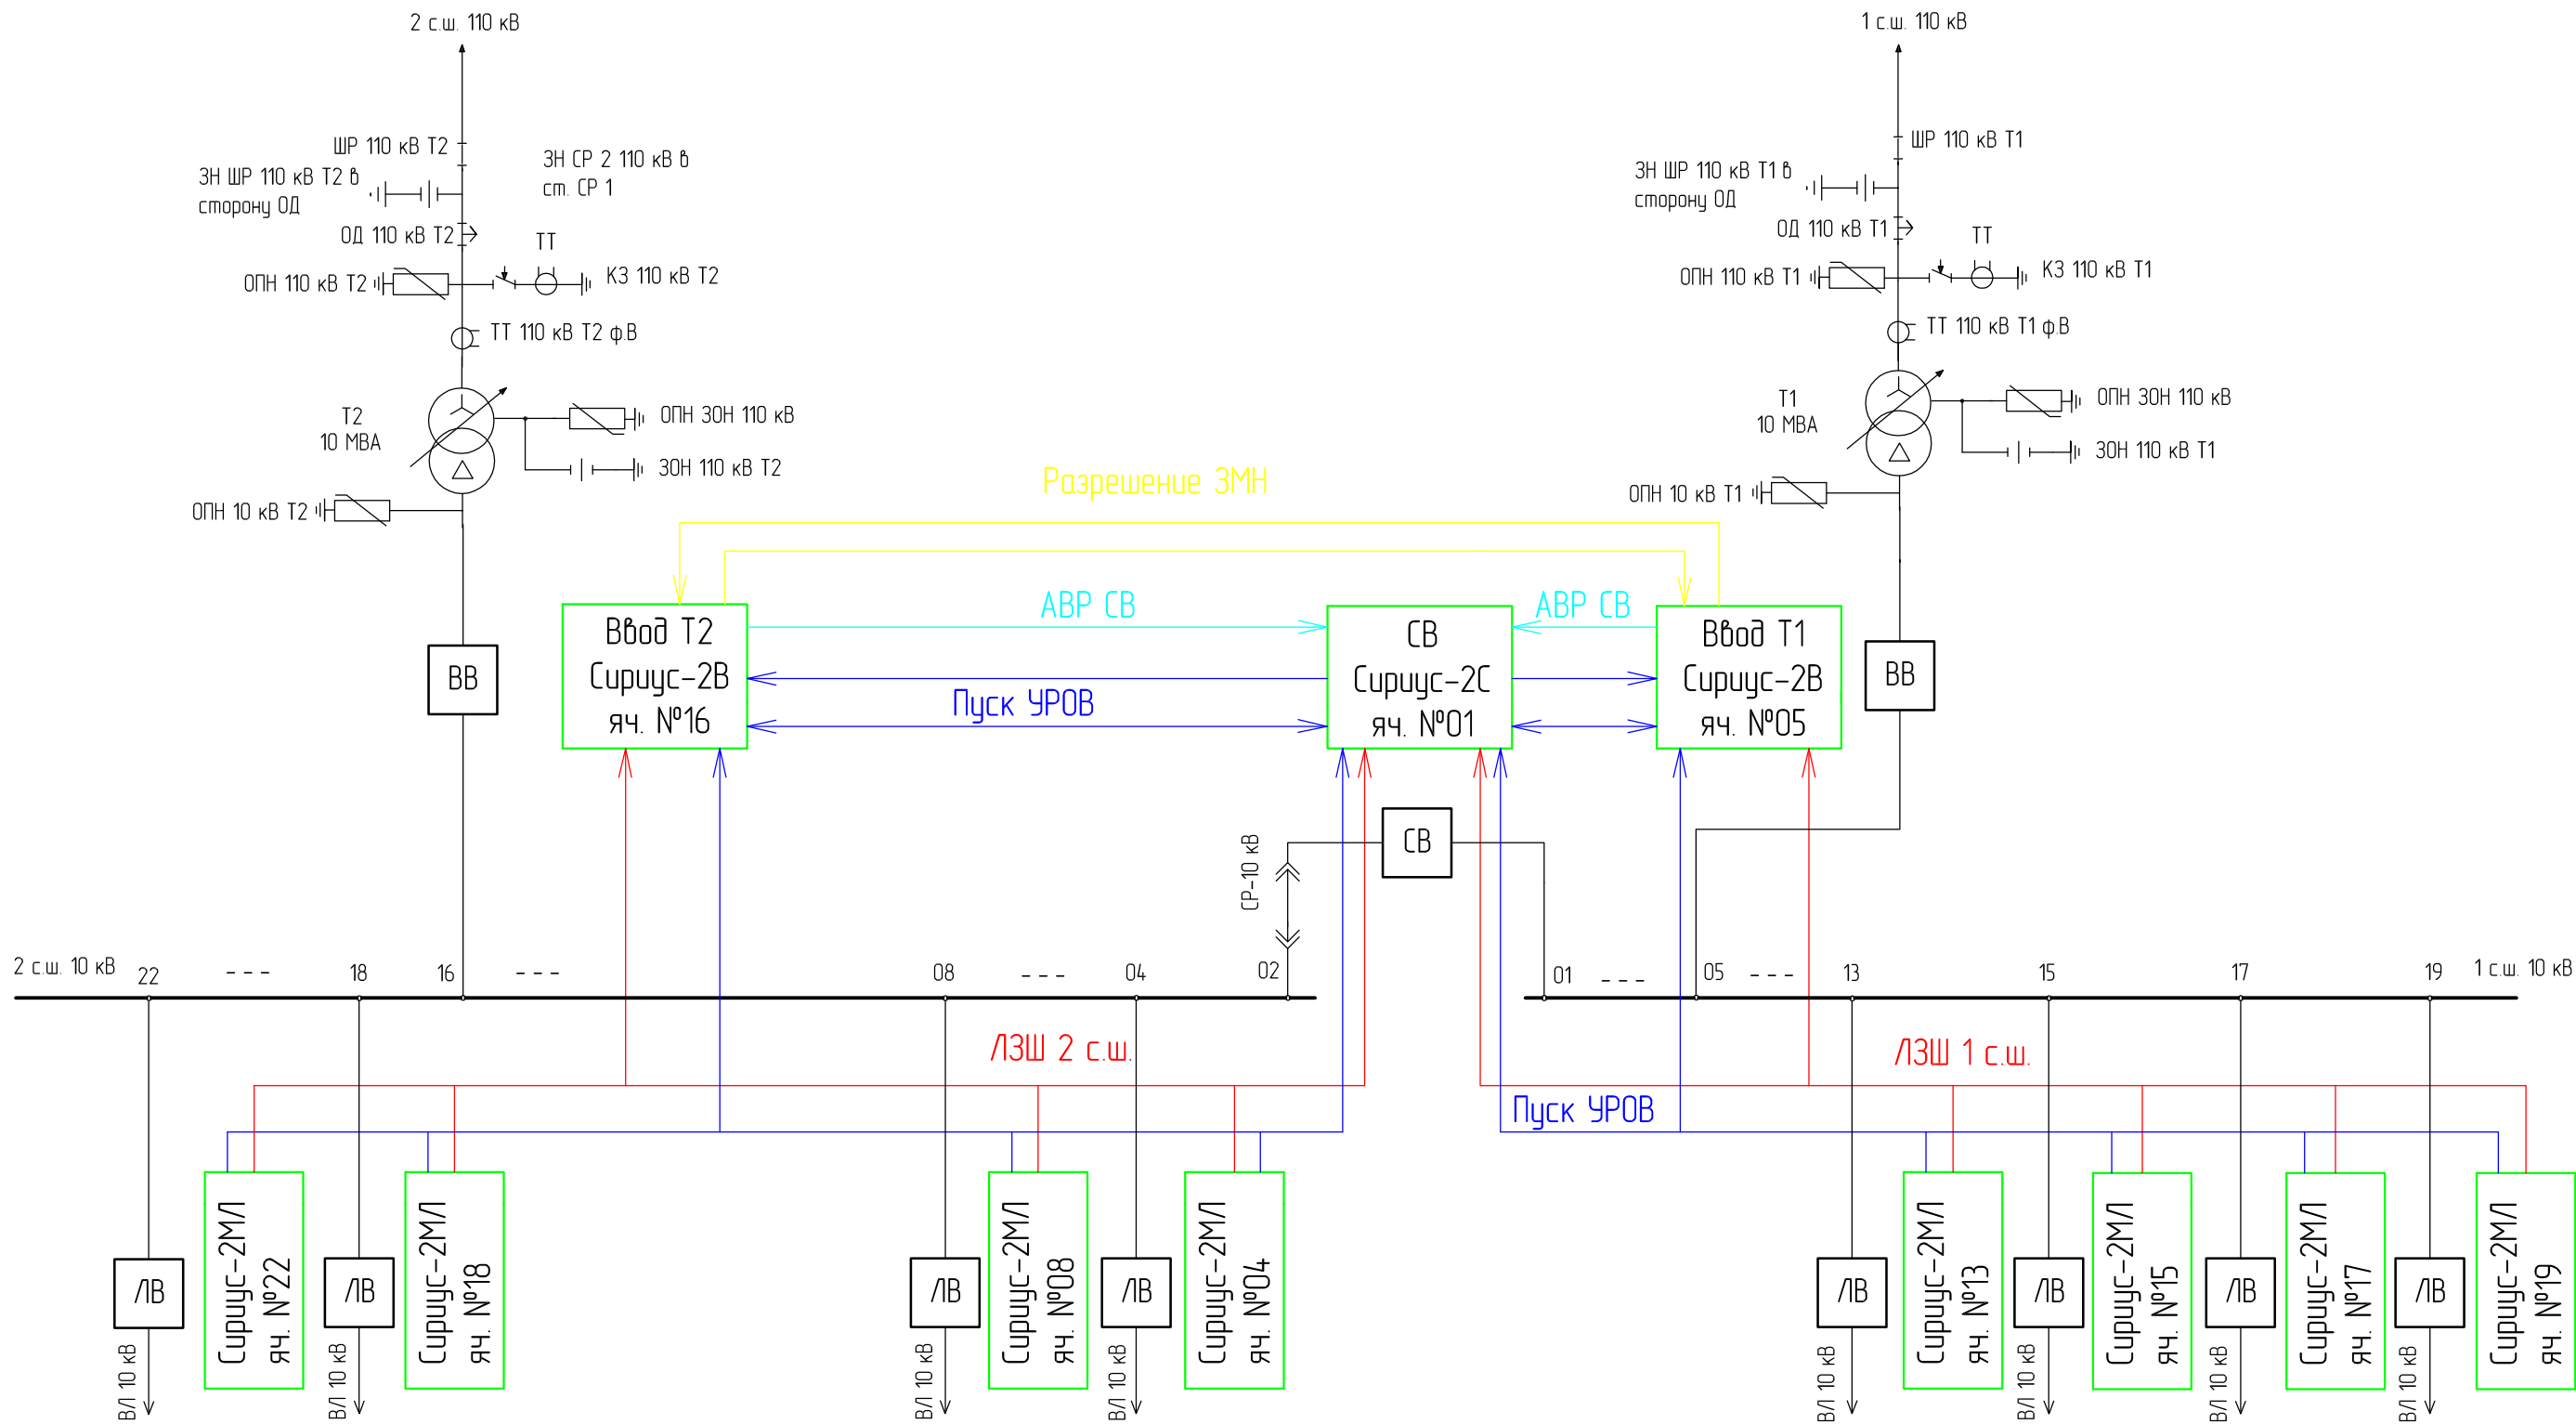 2 с.ш. 110 кВ
1 с.ш. 110 кВ
ШР 110 кВ Т2
ЗН СР 2 110 кВ в
ст. СР 1
ЗН ШР 110 кВ Т2 в
сторону ОД
ОД 110 кВ Т2
ТТ
ОПН 110 кВ Т2
КЗ 110 кВ Т2
ТТ 110 кВ Т2 ф.В
Т2
10 МВА
ОПН ЗОН 110 кВ
ЗОН 110 кВ Т2
ОПН 10 кВ Т2
ШР 110 кВ Т1
ЗН ШР 110 кВ Т1 в
сторону ОД
ОД 110 кВ Т1
ТТ
ОПН 110 кВ Т1
КЗ 110 кВ Т1
ТТ 110 кВ Т1 ф.В
Т1
10 МВА
ОПН ЗОН 110 кВ
ЗОН 110 кВ Т1
ОПН 10 кВ Т1
Разрешение ЗМН
АВР СВ
АВР СВ
ВВ
Ввод Т2
Сириус-2В
яч. №16
Пуск УРОВ
СВ
Сириус-2С
яч. №01
Ввод Т1
Сириус-2В
яч. №05
ВВ
СР-10 кВ
СВ
2 с.ш. 10 кВ
22
- - -
18
16
- - -
08
- - -
04
02
01
- - -
05
- - -
13
15
17
19
1 с.ш. 10 кВ
ЛЗШ 2 с.ш.
ЛЗШ 1 с.ш.
Пуск УРОВ
ЛВ
ВЛ 10 кВ
Сириус-2МЛ
яч. №22
ЛВ
ВЛ 10 кВ
Сириус-2МЛ
яч. №18
ЛВ
ВЛ 10 кВ
Сириус-2МЛ
яч. №08
ЛВ
ВЛ 10 кВ
Сириус-2МЛ
яч. №04
ЛВ
ВЛ 10 кВ
Сириус-2МЛ
яч. №13
ЛВ
ВЛ 10 кВ
Сириус-2МЛ
яч. №15
ЛВ
ВЛ 10 кВ
Сириус-2МЛ
яч. №17
ЛВ
ВЛ 10 кВ
Сириус-2МЛ
яч. №19